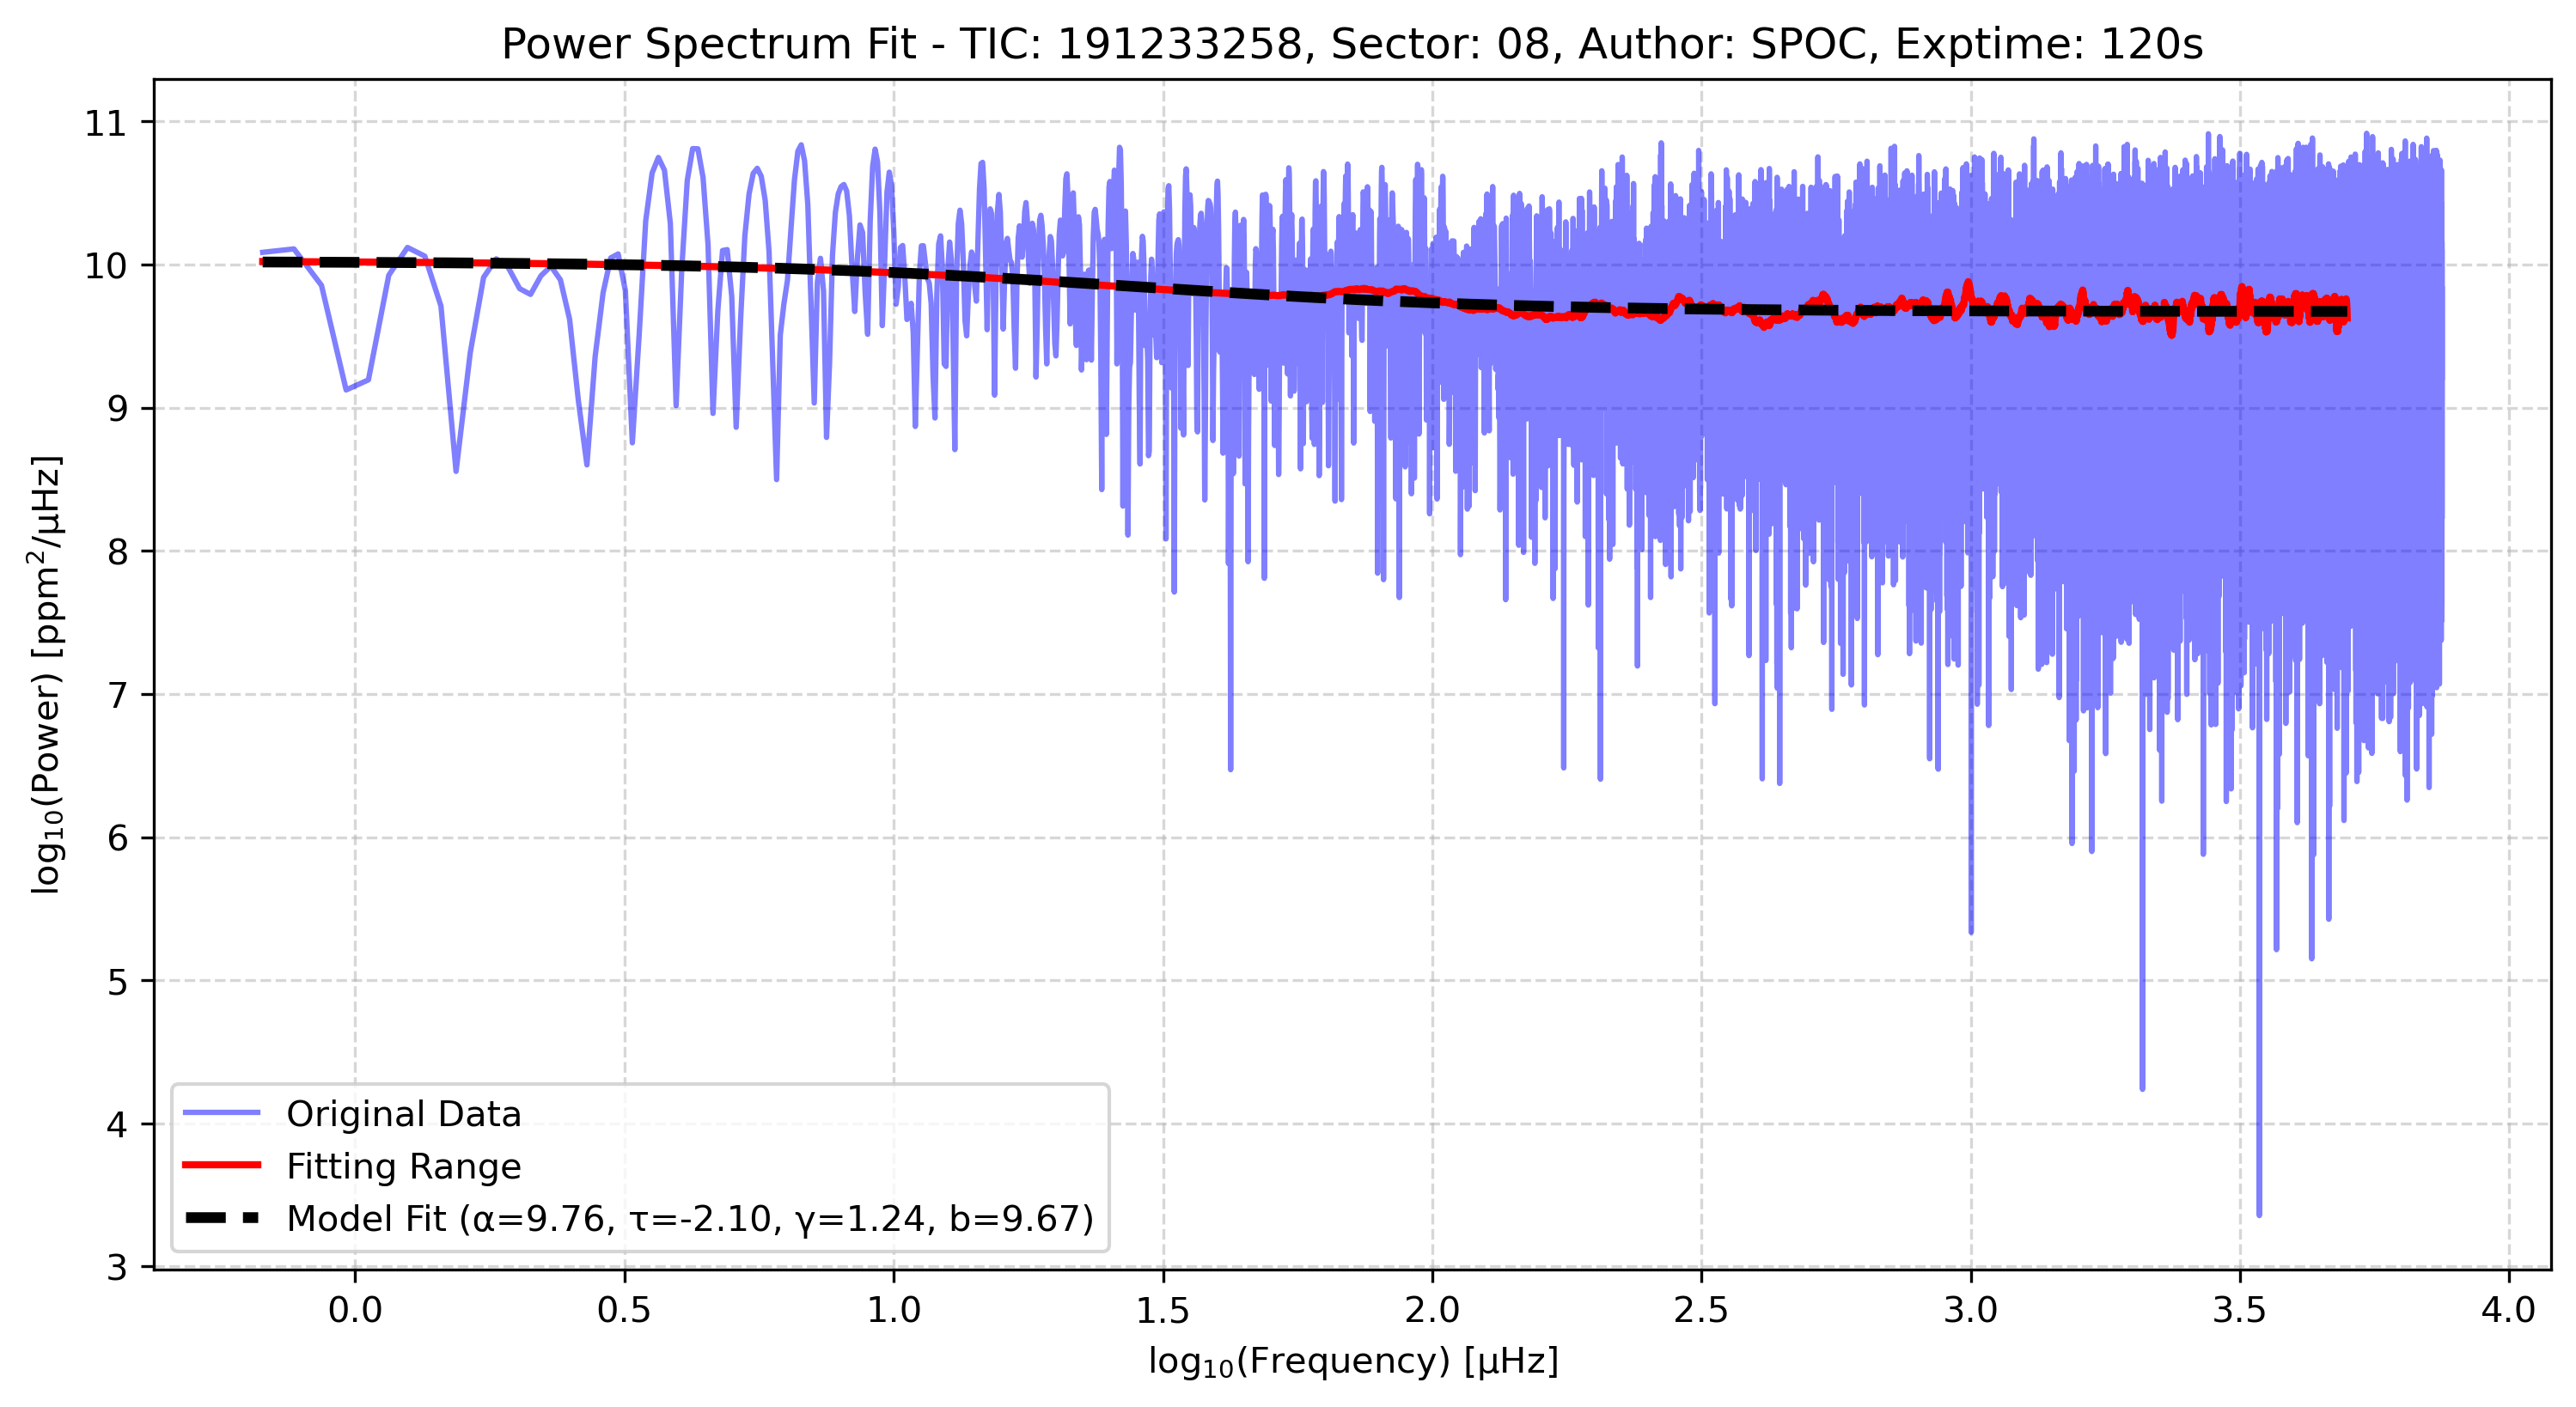 Power Spectrum Fit - TIC: 191233258, Sector: 08, Author: SPOC, Exptime: 120s
log₁₀(Power) [ppm²/μHz]
11
10
9
8
7
6
5
4
3
Original Data
Fitting Range
Model Fit (α=9.76, τ=-2.10, γ=1.24, b=9.67)
0.0 0.5 1.0 1.5 2.0 2.5 3.0 3.5 4.0
log₁₀(Frequency) [μHz]